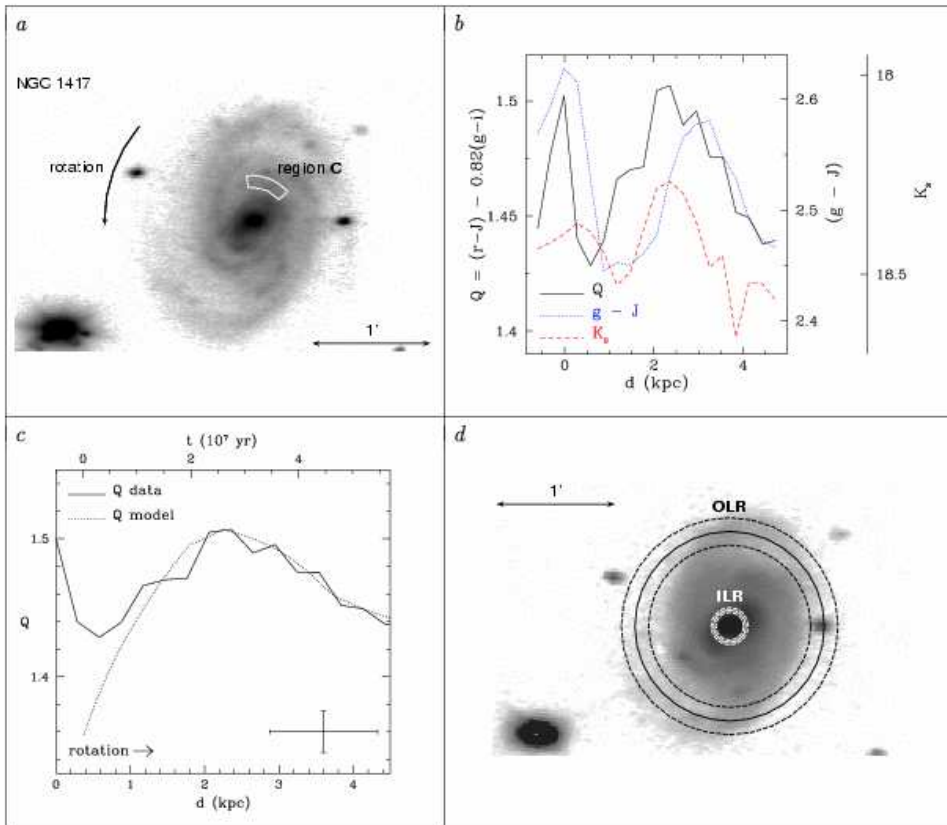 a
NGC 1417
rotation
region C
1'
b
Q = (r-J) - 0.82(g-i)
1.5
1.45
1.4
Q
g - J
K_s
0 2 4
d (kpc)
2.6
2.5
2.4
(g - J)
18
18.5
K_s
c
t (10⁷ yr)
0 2 4
Q data
Q model
1.5
1.4
Q
rotation →
0 1 2 3 4
d (kpc)
d
1'
OLR
ILR